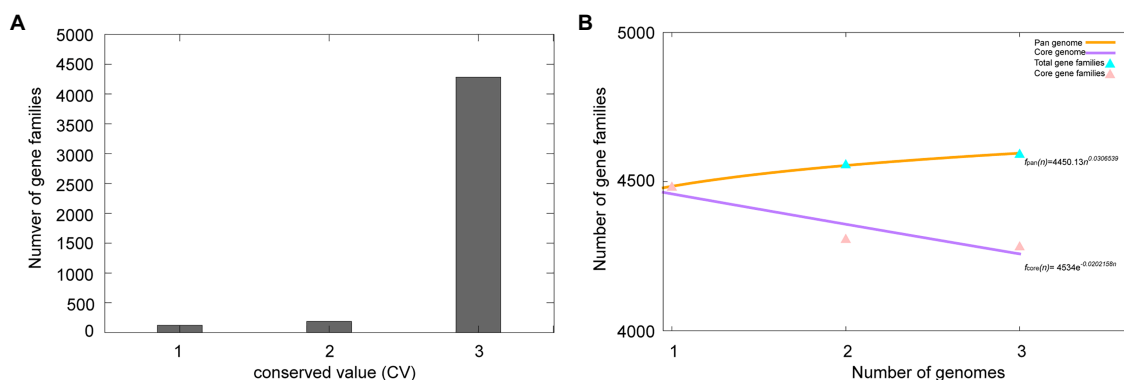 A
5000
4500
4000
3500
3000
2500
2000
1500
1000
500
0
Numver of gene families
1 2 3
conserved value (CV)
B
5000
4500
4000
Number of gene families
Pan genome
Core genome
Total gene families
Core gene families
fpan(n)=4450.13n^0.0306539
fcore(n)= 4534e^-0.0202158n
1 2 3
Number of genomes